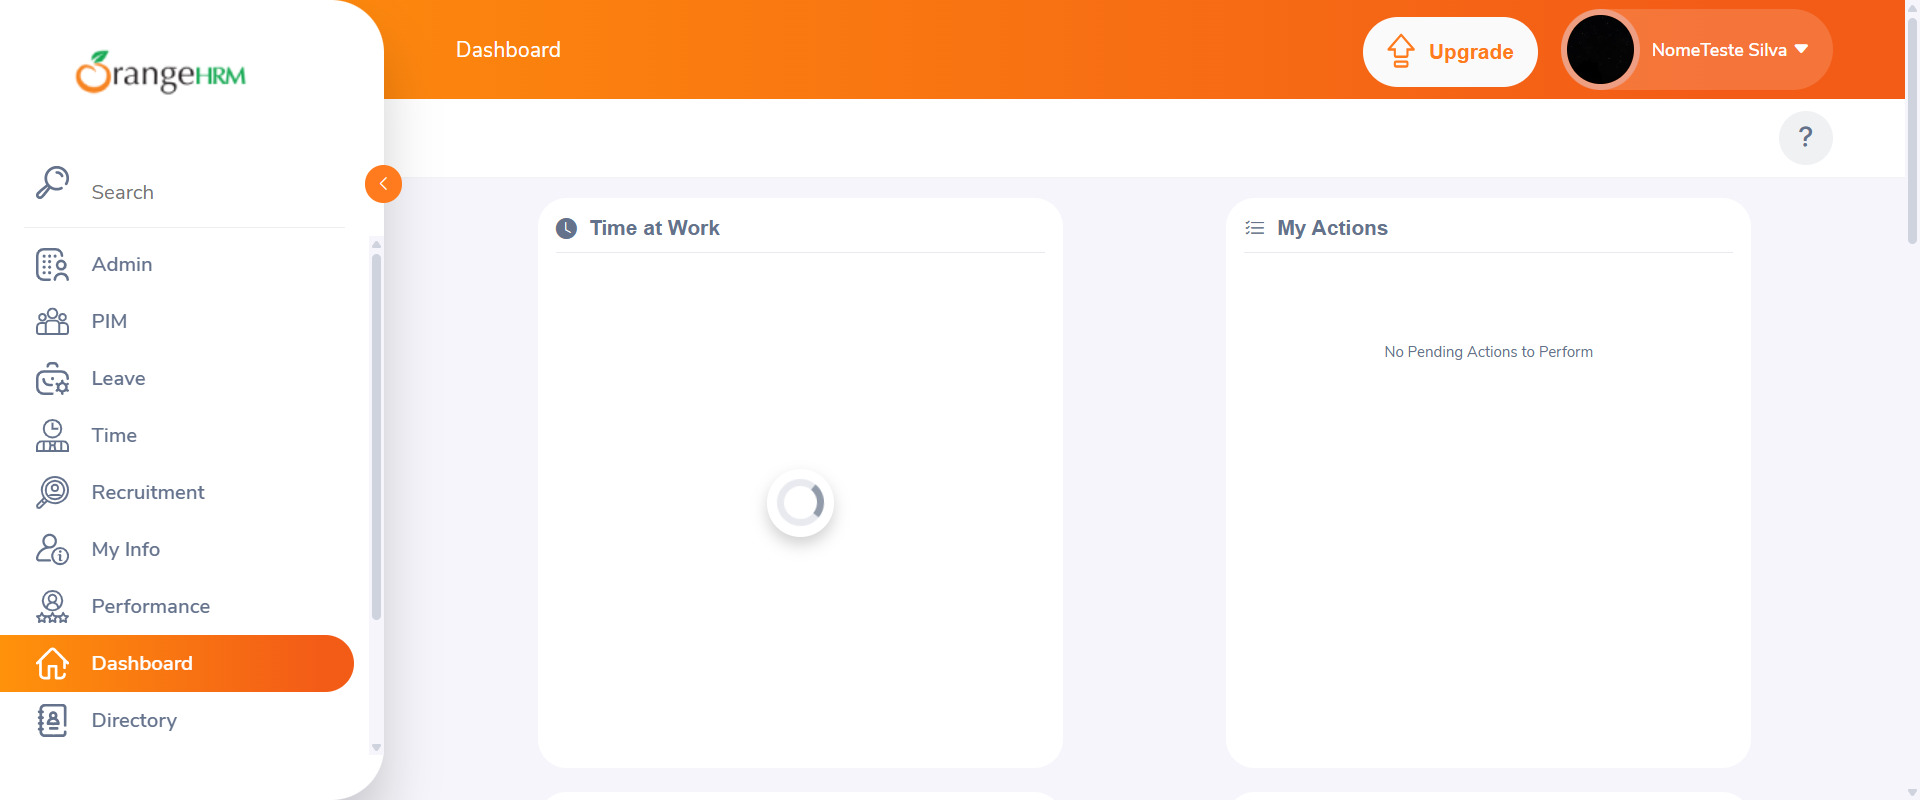 OrangeHRM
Dashboard
Upgrade
NomeTeste Silva
?
Search
Admin
PIM
Leave
Time
Recruitment
My Info
Performance
Dashboard
Directory
Time at Work
My Actions
No Pending Actions to Perform